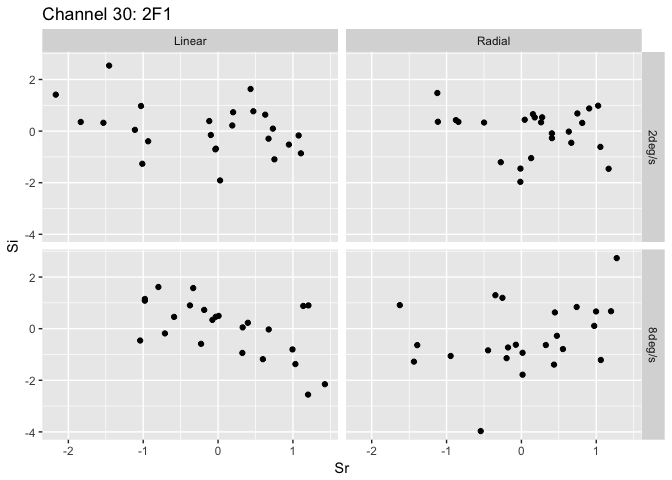 Channel 30: 2F1
Linear
Radial
2
0
-2
-4
2deg/s
Si
2
0
-2
-4
8deg/s
-2 -1 0 1
-2 -1 0 1
Sr